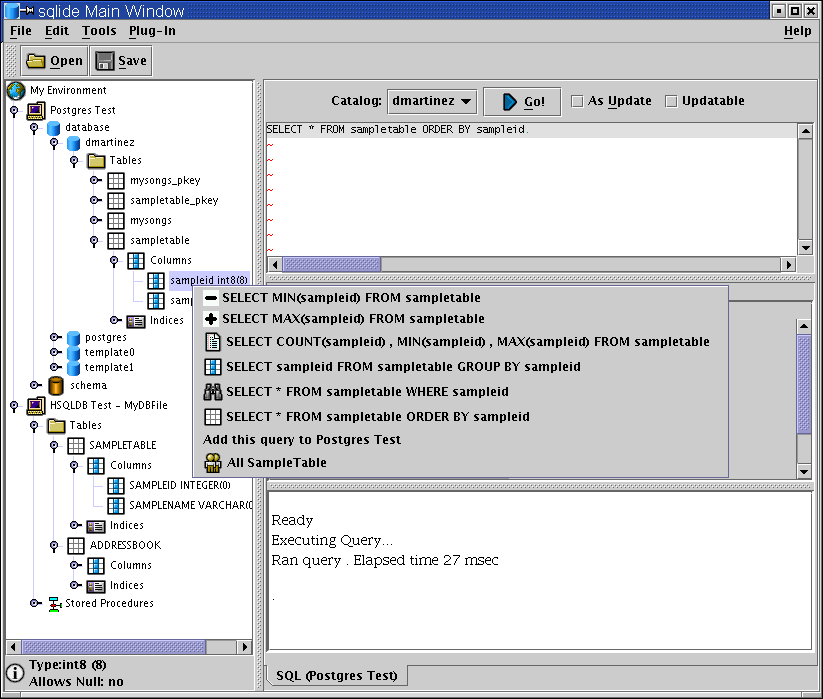 sqlide Main Window
File Edit Tools Plug-In Help
Open Save
My Environment
Postgres Test
database
dmartinez
Tables
mysongs_pkey
sampletable_pkey
mysongs
sampletable
Columns
sampleid int8(8)
samp
Indices
postgres
template0
template1
schema
HSQLDB Test - MyDBFile
Tables
SAMPLETABLE
Columns
SAMPLEID INTEGER(0)
SAMPLENAME VARCHAR(0
Indices
ADDRESSBOOK
Columns
Indices
Stored Procedures
Type:int8 (8)
Allows Null: no
Catalog: dmartinez Go! As Update Updatable
SELECT * FROM sampletable ORDER BY sampleid.
~
~
~
~
~
~
~
~
SELECT MIN(sampleid) FROM sampletable
SELECT MAX(sampleid) FROM sampletable
SELECT COUNT(sampleid) , MIN(sampleid) , MAX(sampleid) FROM sampletable
SELECT sampleid FROM sampletable GROUP BY sampleid
SELECT * FROM sampletable WHERE sampleid
SELECT * FROM sampletable ORDER BY sampleid
Add this query to Postgres Test
All SampleTable
Ready
Executing Query...
Ran query . Elapsed time 27 msec
.
SQL (Postgres Test)